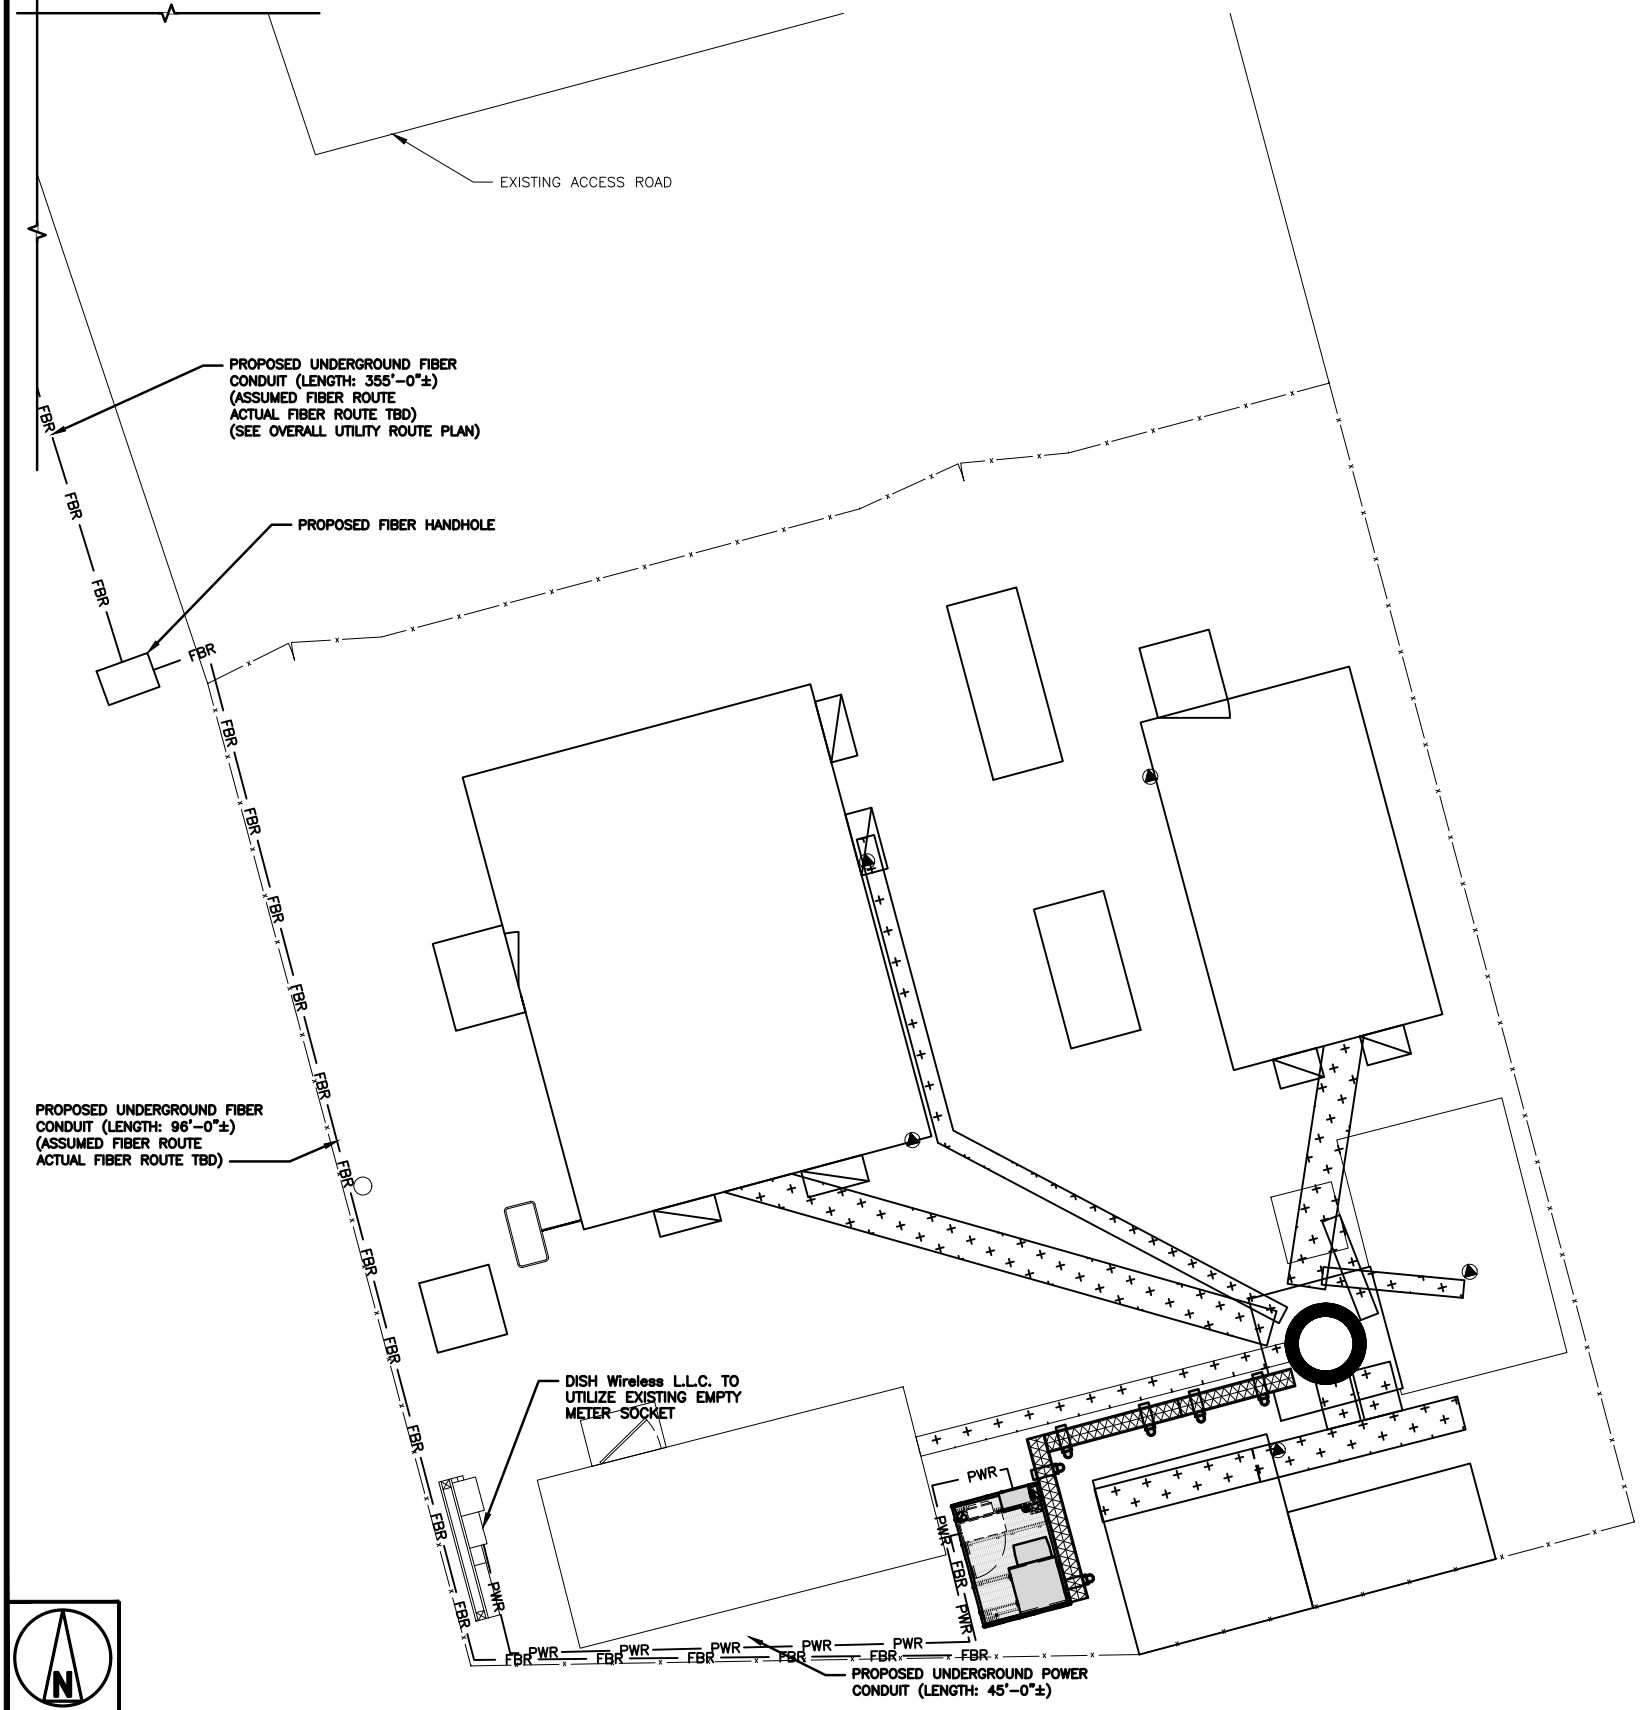 EXISTING ACCESS ROAD
PROPOSED UNDERGROUND FIBER
CONDUIT (LENGTH: 355'-0"±)
(ASSUMED FIBER ROUTE
ACTUAL FIBER ROUTE TBD)
(SEE OVERALL UTILITY ROUTE PLAN)
FBR
FBR
FBR
PROPOSED FIBER HANDHOLE
FBR
FBR
FBR
FBR
FBR
FBR
PROPOSED UNDERGROUND FIBER
CONDUIT (LENGTH: 96'-0"±)
(ASSUMED FIBER ROUTE
ACTUAL FIBER ROUTE TBD)
FBR
FBR
FBR
FBR
FBR
FBR
DISH Wireless L.L.C. TO
UTILIZE EXISTING EMPTY
METER SOCKET
PWR
PWR
PWR
FBR
PWR
PWR PWR PWR PWR PWR
FBR FBR FBR FBR FBR FBR
PROPOSED UNDERGROUND POWER
CONDUIT (LENGTH: 45'-0"±)
N